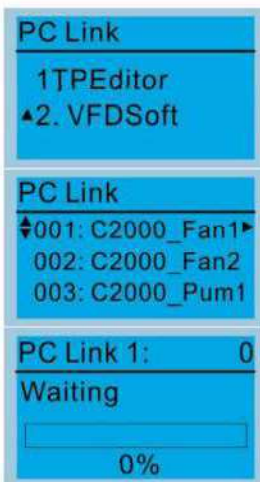 PC Link
1TPEditor
▲2. VFDSoft
PC Link
001: C2000_Fan1►
002: C2000_Fan2
003: C2000_Pum1
PC Link 1: 0
Waiting
0%